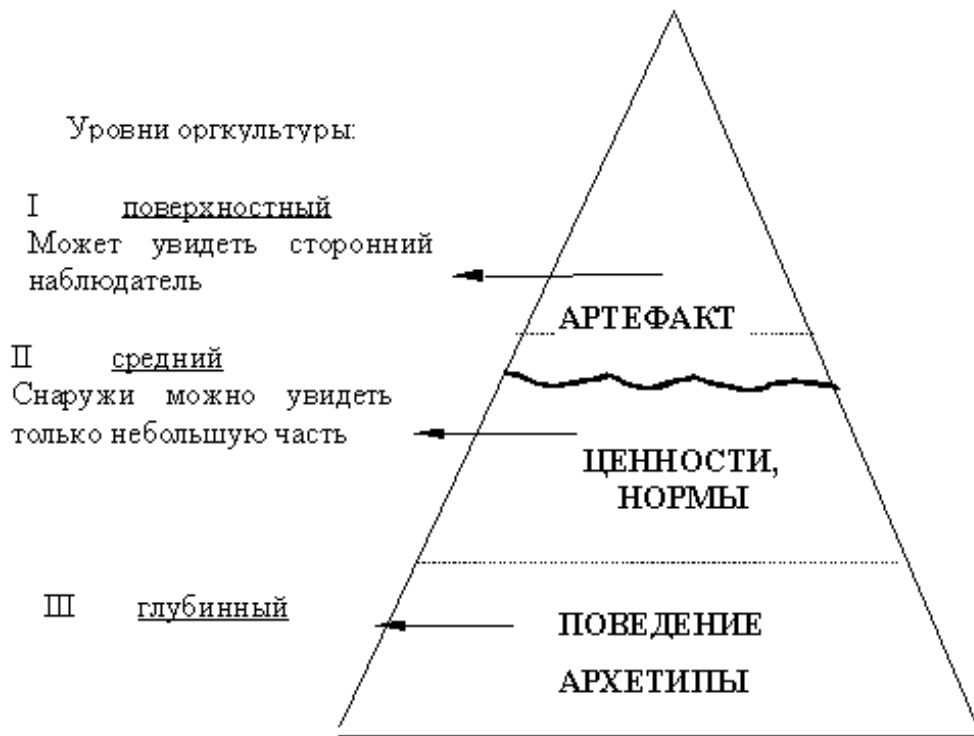 Уровни оргкультуры:
I поверхностный
Может увидеть сторонний
наблюдатель
АРТЕФАКТ
II средний
Снаружи можно увидеть
только небольшую часть
ЦЕННОСТИ,
НОРМЫ
III глубинный
ПОВЕДЕНИЕ
АРХЕТИПЫ